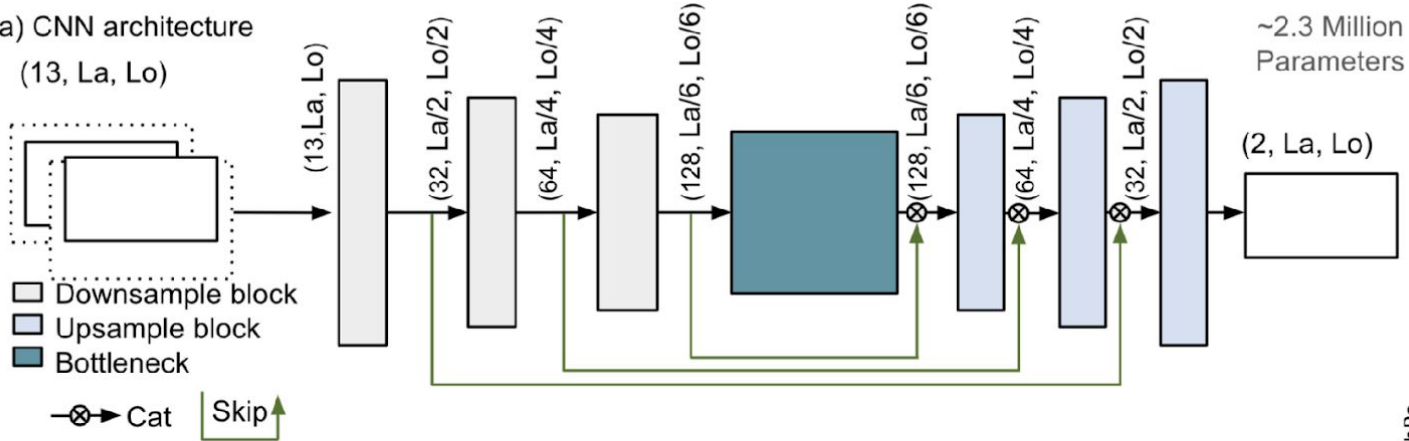 a) CNN architecture
(13, La, Lo)
(13,La, Lo)
(32, La/2, Lo/2)
(64, La/4, Lo/4)
(128, La/6, Lo/6)
(128, La/6, Lo/6)
(64, La/4, Lo/4)
(32, La/2, Lo/2)
~2.3 Million
Parameters
(2, La, Lo)
Downsample block
Upsample block
Bottleneck
Cat
Skip